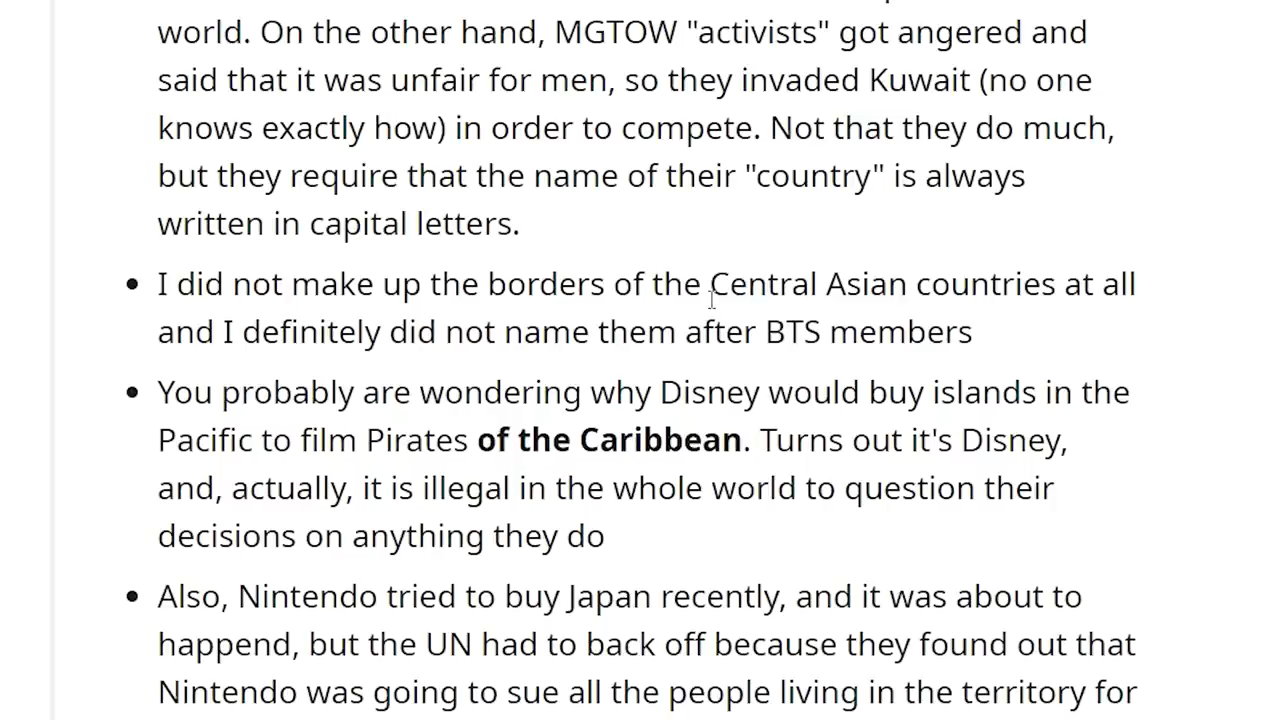 world. On the other hand, MGTOW "activists" got angered and
said that it was unfair for men, so they invaded Kuwait (no one
knows exactly how) in order to compete. Not that they do much,
but they require that the name of their "country" is always
written in capital letters.
• I did not make up the borders of the Central Asian countries at all
and I definitely did not name them after BTS members
• You probably are wondering why Disney would buy islands in the
Pacific to film Pirates of the Caribbean. Turns out it's Disney,
and, actually, it is illegal in the whole world to question their
decisions on anything they do
• Also, Nintendo tried to buy Japan recently, and it was about to
happend, but the UN had to back off because they found out that
Nintendo was going to sue all the people living in the territory for